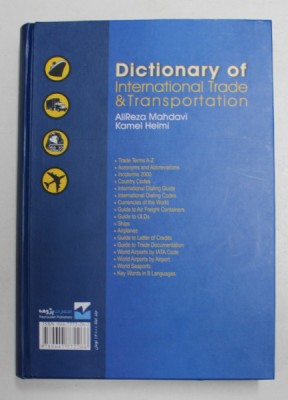 Dictionary of
International Trade
& Transportation
AliReza Mahdavi
Kamel Helmi
• Trade Terms A-Z
• Acronyms and Abbreviations
• Incoterms 2000
• Country Codes
• International Dialing Guide
• International Dialing Codes
• Currencies of the World
• Guide to Air Freight Containers
• Guide to ULDs
• Ships
• Airplanes
• Guide to Letter of Credits
• Guide to Trade Documentation
• World Airports by IATA Code
• World Airports by Airport
• World Seaports
• Key Words in 8 Languages